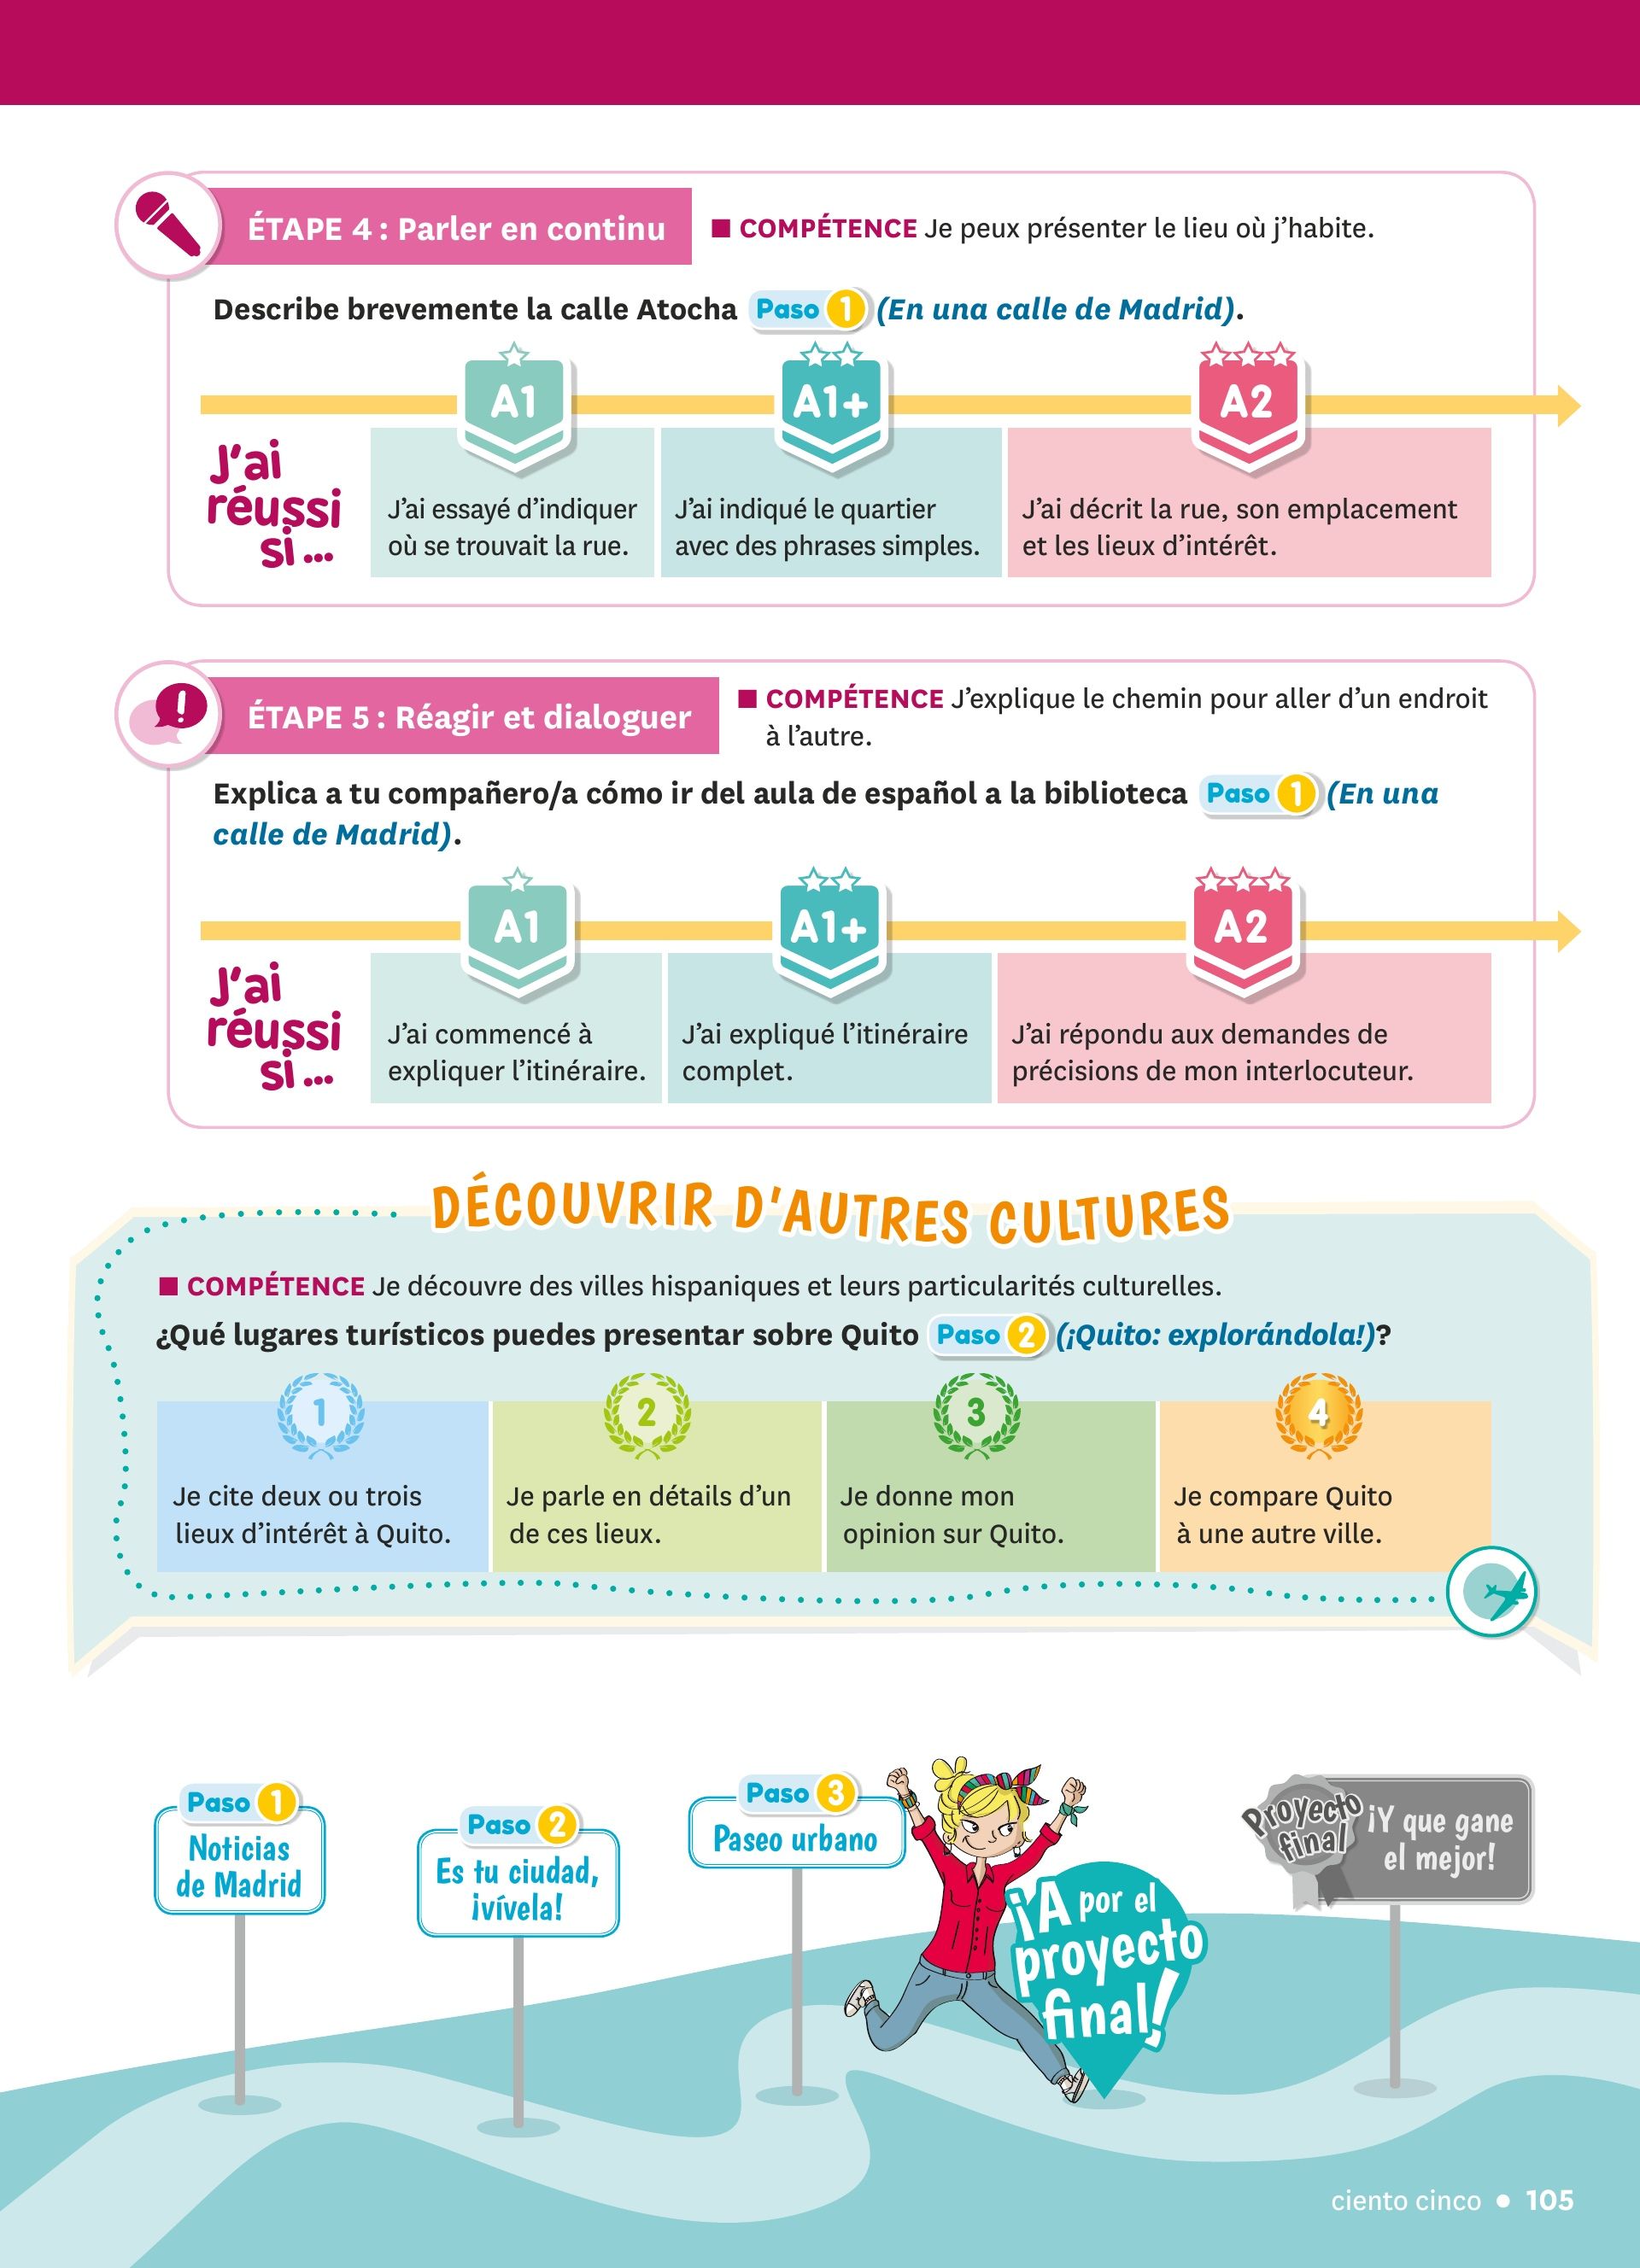 ÉTAPE 4 : Parler en continu
■ COMPÉTENCE Je peux présenter le lieu où j'habite.
Describe brevemente la calle Atocha Paso 1 (En una calle de Madrid).
A1
A1+
A2
J'ai
réussi
si ...
J'ai essayé d'indiquer
où se trouvait la rue.
J'ai indiqué le quartier
avec des phrases simples.
J'ai décrit la rue, son emplacement
et les lieux d'intérêt.
ÉTAPE 5 : Réagir et dialoguer
■ COMPÉTENCE J'explique le chemin pour aller d'un endroit
à l'autre.
Explica a tu compañero/a cómo ir del aula de español a la biblioteca Paso 1 (En una
calle de Madrid).
A1
A1+
A2
J'ai
réussi
si ...
J'ai commencé à
expliquer l'itinéraire.
J'ai expliqué l'itinéraire
complet.
J'ai répondu aux demandes de
précisions de mon interlocuteur.
DÉCOUVRIR D'AUTRES CULTURES
■ COMPÉTENCE Je découvre des villes hispaniques et leurs particularités culturelles.
¿Qué lugares turísticos puedes presentar sobre Quito Paso 2 (¡Quito: explorándola!)?
1
Je cite deux ou trois
lieux d'intérêt à Quito.
2
Je parle en détails d'un
de ces lieux.
3
Je donne mon
opinion sur Quito.
4
Je compare Quito
à une autre ville.
Paso 1
Noticias
de Madrid
Paso 2
Es tu ciudad,
¡vívela!
Paso 3
Paseo urbano
¡A por el
proyecto
final!
Proyecto
final
¡Y que gane
el mejor!
ciento cinco • 105